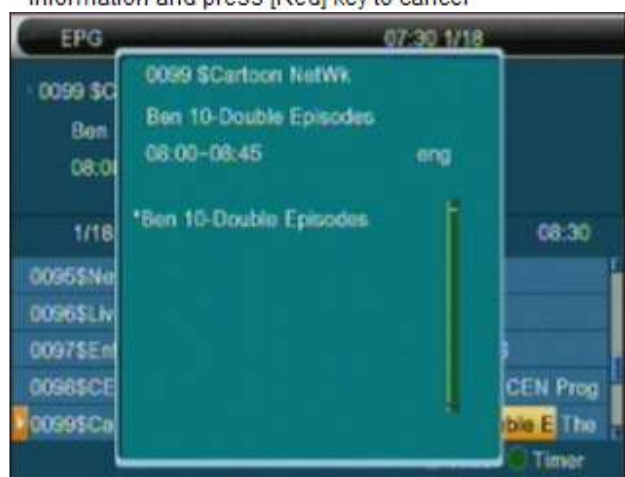 information and press [Red] key to cancel
EPG 07:30 1/18
0099 $Cartoon NetWk
Ben 10-Double Episodes
08:00-08:45 eng
*Ben 10-Double Episodes
0099 $C
Ben
08:0
1/18 08:30
0095$Ne
0096$Liv
0097$Ent
0098$CE CEN Prog
0099$Ca ble E The
Timer